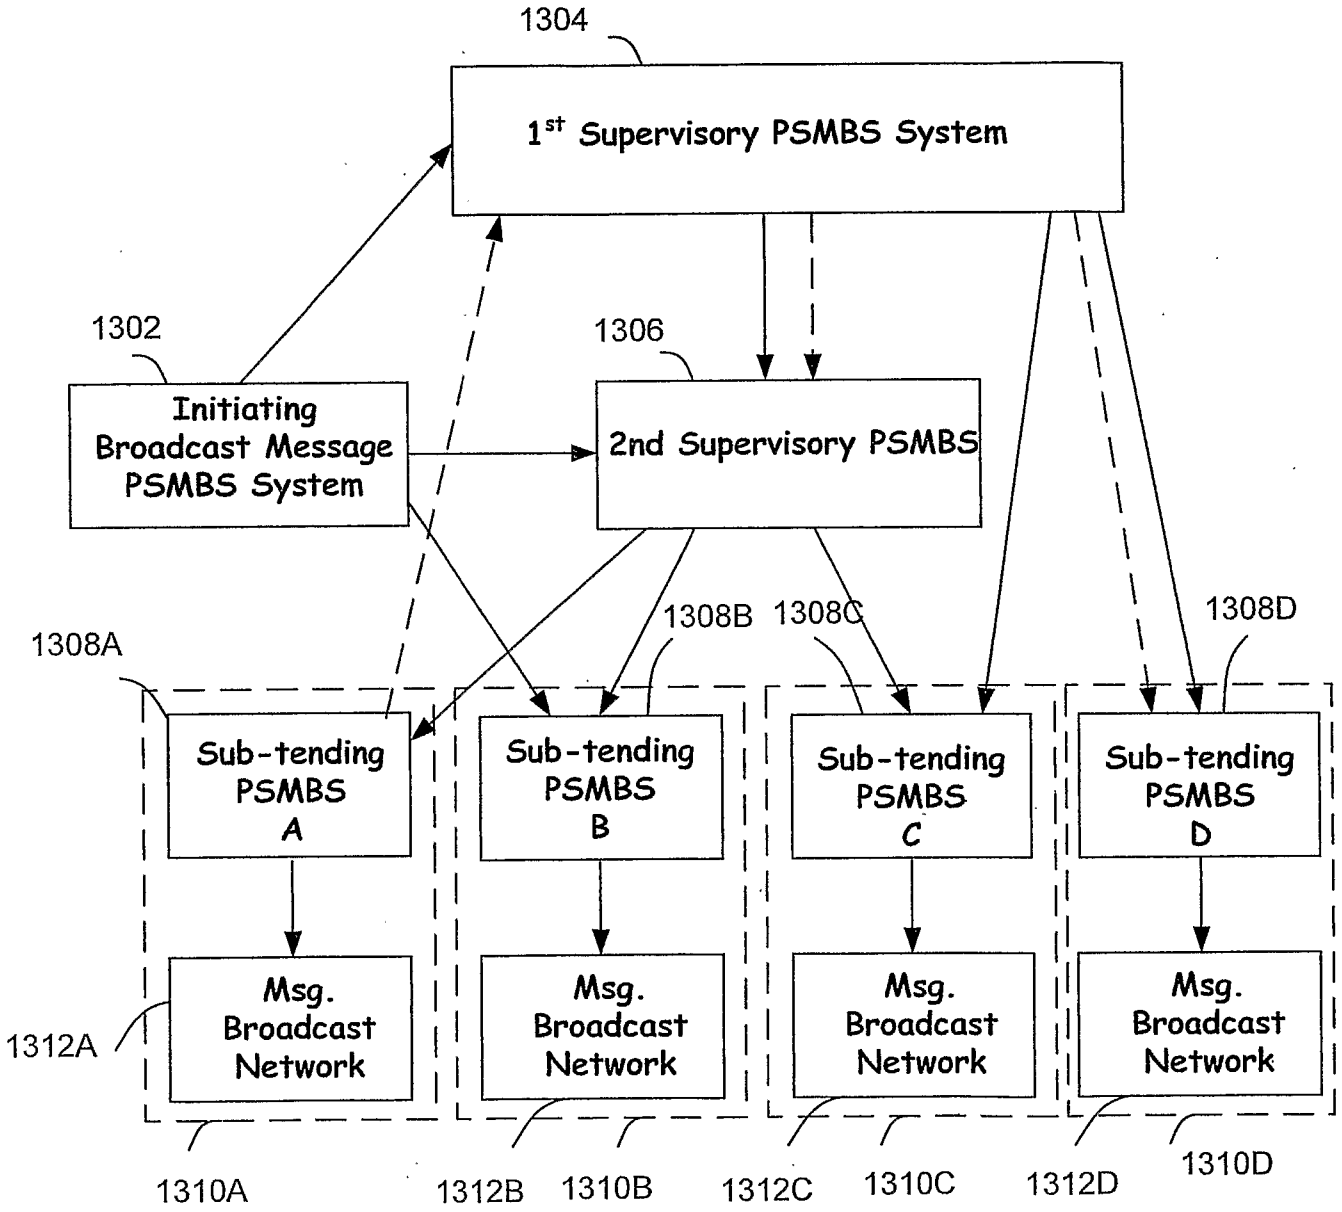 1304
1st Supervisory PSMBS System
1302
1306
Initiating
Broadcast Message
PSMBS System
2nd Supervisory PSMBS
1308A
1308B
1308C
1308D
Sub-tending
PSMBS
A
Sub-tending
PSMBS
B
Sub-tending
PSMBS
C
Sub-tending
PSMBS
D
Msg.
Broadcast
Network
Msg.
Broadcast
Network
Msg.
Broadcast
Network
Msg.
Broadcast
Network
1312A
1310A
1312B
1310B
1312C
1310C
1312D
1310D